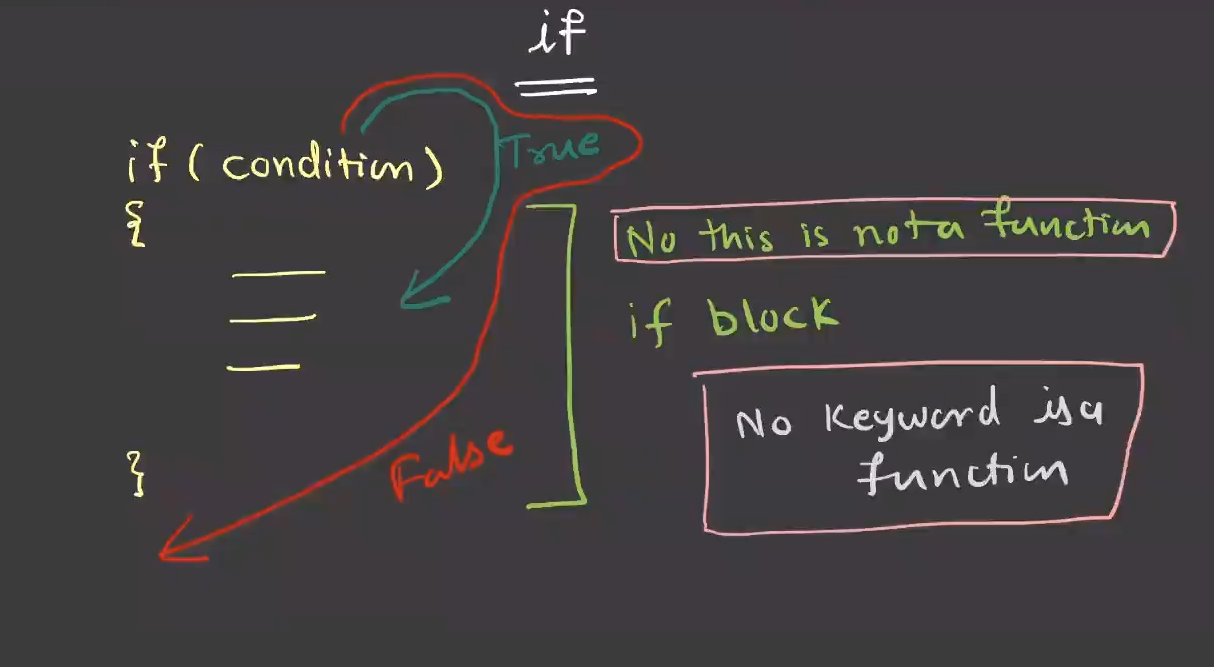 if
if ( condition )
True
{
No this is not a function
if block
No keyword is a
function
False
}